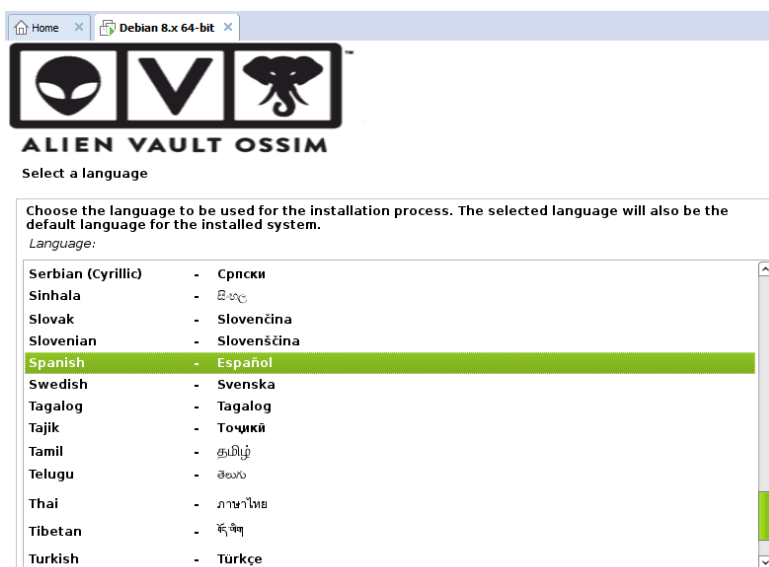 Home × Debian 8.x 64-bit ×
V ™
ALIEN VAULT OSSIM
Select a language
Choose the language to be used for the installation process. The selected language will also be the
default language for the installed system.
Language:
Serbian (Cyrillic) - Српски
Sinhala - සිංහල
Slovak - Slovenčina
Slovenian - Slovenščina
Spanish - Español
Swedish - Svenska
Tagalog - Tagalog
Tajik - Тоҷикӣ
Tamil - தமிழ்
Telugu - తెలుగు
Thai - ภาษาไทย
Tibetan - བོད་ཡིག
Turkish - Türkçe